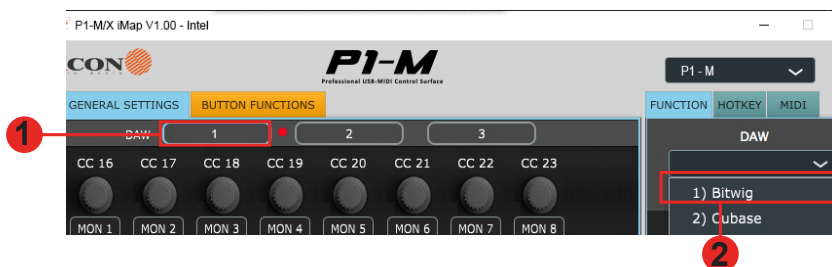 P1-M/X iMap V1.00 - Intel
CON
P1-M
Professional USB-MIDI Control Surface
P1 - M
GENERAL SETTINGS BUTTON FUNCTIONS
FUNCTION HOTKEY MIDI
1 DAW 1 2 3
DAW
CC 16 CC 17 CC 18 CC 19 CC 20 CC 21 CC 22 CC 23
1) Bitwig
MON 1 MON 2 MON 3 MON 4 MON 5 MON 6 MON 7 MON 8
2) Cubase
2